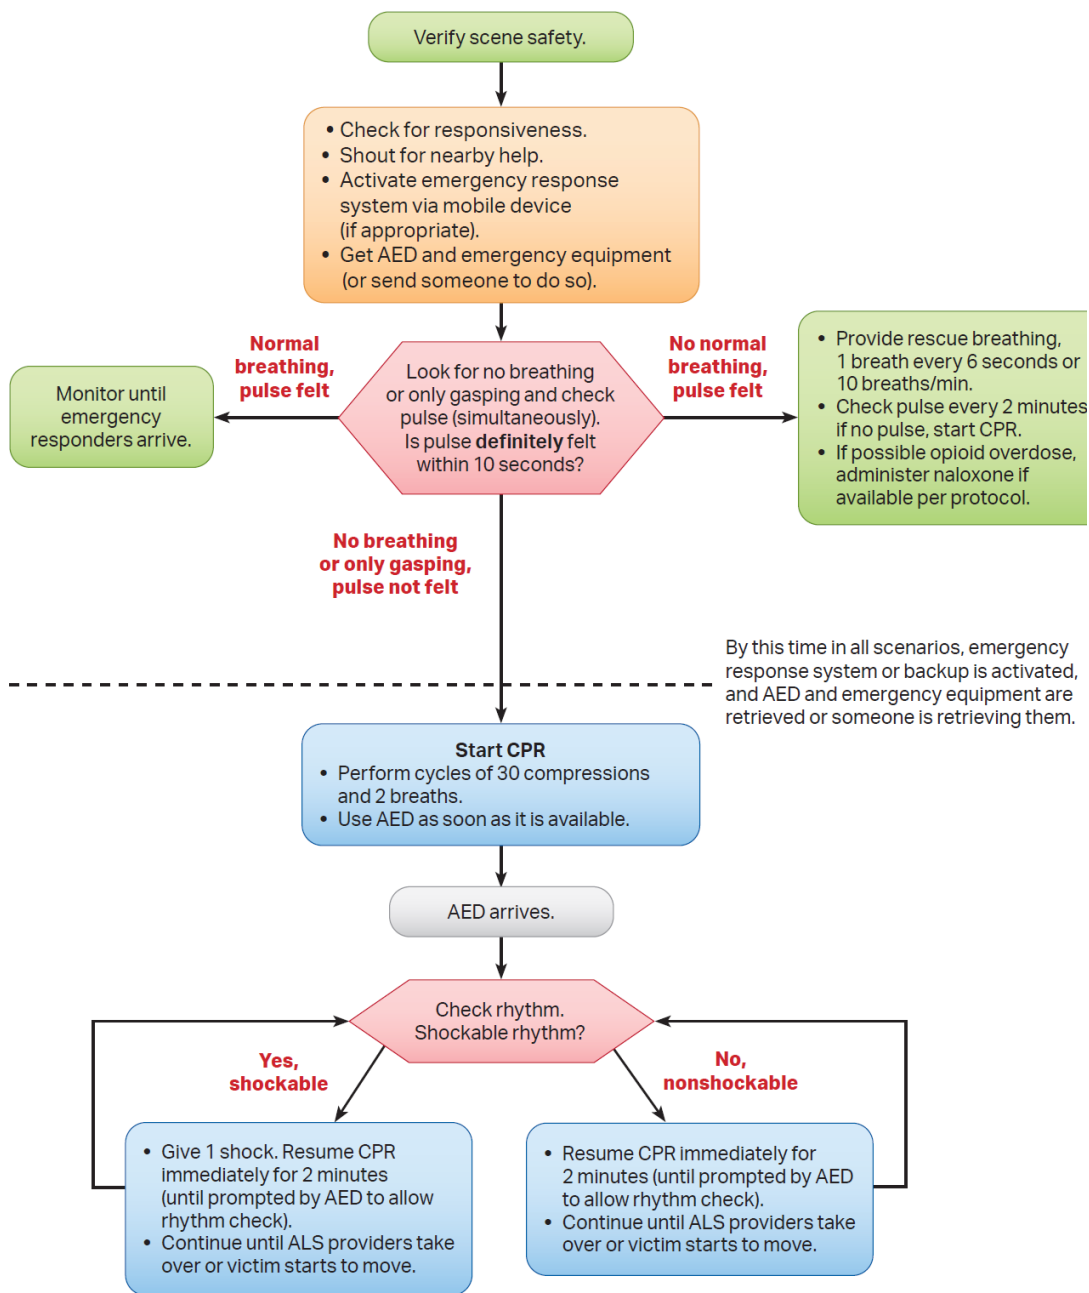 Verify scene safety.
• Check for responsiveness.
• Shout for nearby help.
• Activate emergency response
system via mobile device
(if appropriate).
• Get AED and emergency equipment
(or send someone to do so).
Normal
breathing,
pulse felt
No normal
breathing,
pulse felt
Monitor until
emergency
responders arrive.
Look for no breathing
or only gasping and check
pulse (simultaneously).
Is pulse definitely felt
within 10 seconds?
• Provide rescue breathing,
1 breath every 6 seconds or
10 breaths/min.
• Check pulse every 2 minutes
if no pulse, start CPR.
• If possible opioid overdose,
administer naloxone if
available per protocol.
No breathing
or only gasping,
pulse not felt
By this time in all scenarios, emergency
response system or backup is activated,
and AED and emergency equipment are
retrieved or someone is retrieving them.
Start CPR
• Perform cycles of 30 compressions
and 2 breaths.
• Use AED as soon as it is available.
AED arrives.
Check rhythm.
Shockable rhythm?
Yes,
shockable
No,
nonshockable
• Give 1 shock. Resume CPR
immediately for 2 minutes
(until prompted by AED to allow
rhythm check).
• Continue until ALS providers take
over or victim starts to move.
• Resume CPR immediately for
2 minutes (until prompted by AED
to allow rhythm check).
• Continue until ALS providers take
over or victim starts to move.